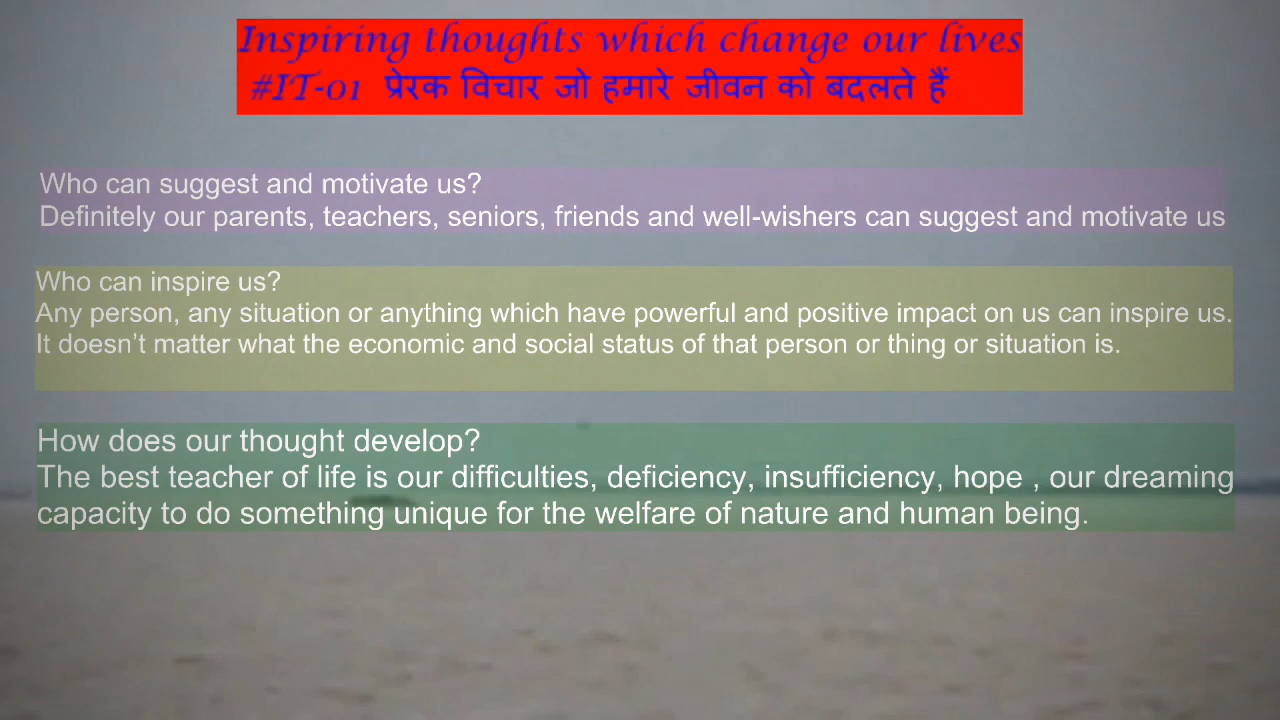 Inspiring thoughts which change our lives
#IT-01 प्रेरक विचार जो हमारे जीवन को बदलते हैं
Who can suggest and motivate us?
Definitely our parents, teachers, seniors, friends and well-wishers can suggest and motivate us
Who can inspire us?
Any person, any situation or anything which have powerful and positive impact on us can inspire us.
It doesn’t matter what the economic and social status of that person or thing or situation is.
How does our thought develop?
The best teacher of life is our difficulties, deficiency, insufficiency, hope , our dreaming
capacity to do something unique for the welfare of nature and human being.